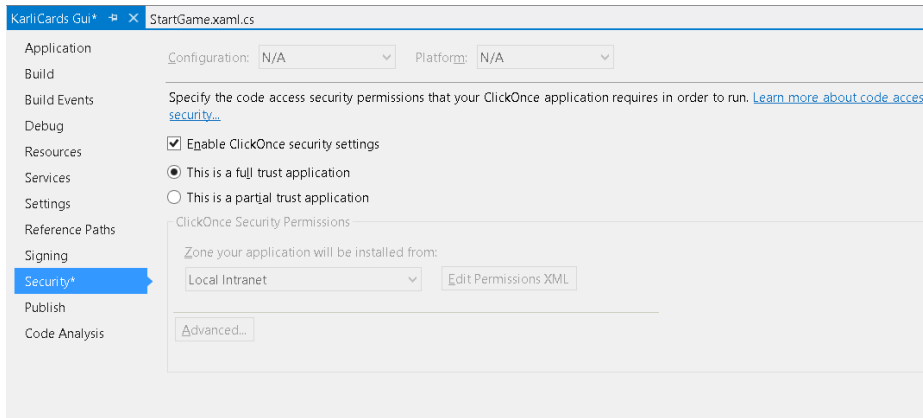 KarliCards Gui* StartGame.xaml.cs
Application
Build
Build Events
Debug
Resources
Services
Settings
Reference Paths
Signing
Security*
Publish
Code Analysis
Configuration: N/A Platform: N/A
Specify the code access security permissions that your ClickOnce application requires in order to run. Learn more about code acces
security...
Enable ClickOnce security settings
This is a full trust application
This is a partial trust application
ClickOnce Security Permissions
Zone your application will be installed from:
Local Intranet Edit Permissions XML
Advanced...